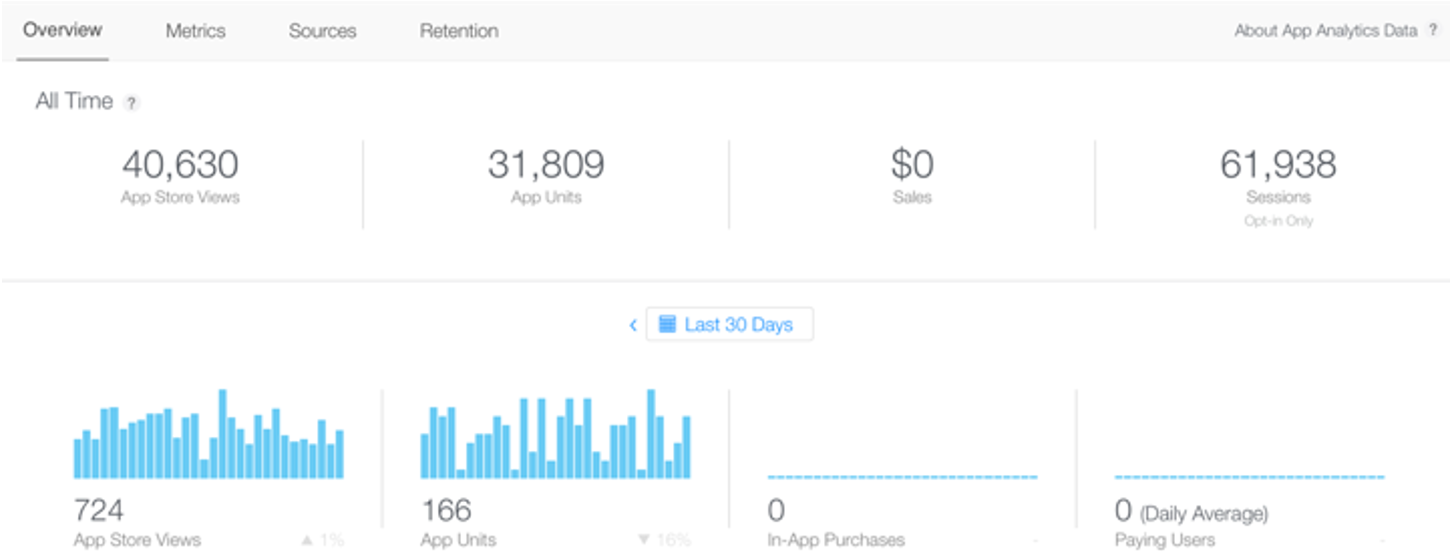 Overview Metrics Sources Retention About App Analytics Data ?
All Time ?
40,630 31,809 $0 61,938
App Store Views App Units Sales Sessions
Opt-in Only
< Last 30 Days
724 166 0 0 (Daily Average)
App Store Views ▲ 1% App Units ▼ 16% In-App Purchases - Paying Users -